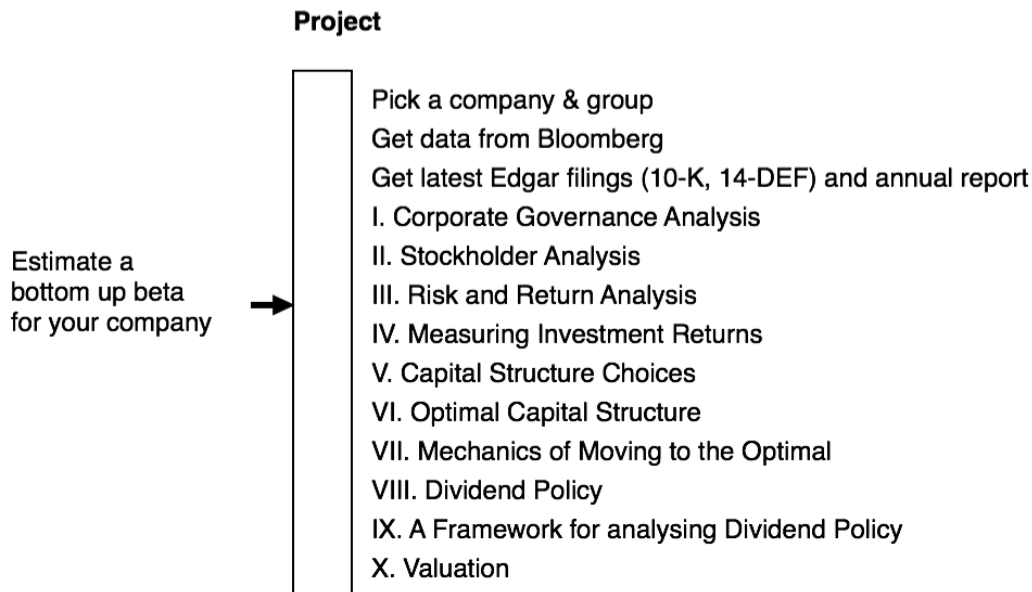 Project
Pick a company & group
Get data from Bloomberg
Get latest Edgar filings (10-K, 14-DEF) and annual report
I. Corporate Governance Analysis
II. Stockholder Analysis
III. Risk and Return Analysis
IV. Measuring Investment Returns
V. Capital Structure Choices
VI. Optimal Capital Structure
VII. Mechanics of Moving to the Optimal
VIII. Dividend Policy
IX. A Framework for analysing Dividend Policy
X. Valuation
Estimate a
bottom up beta
for your company